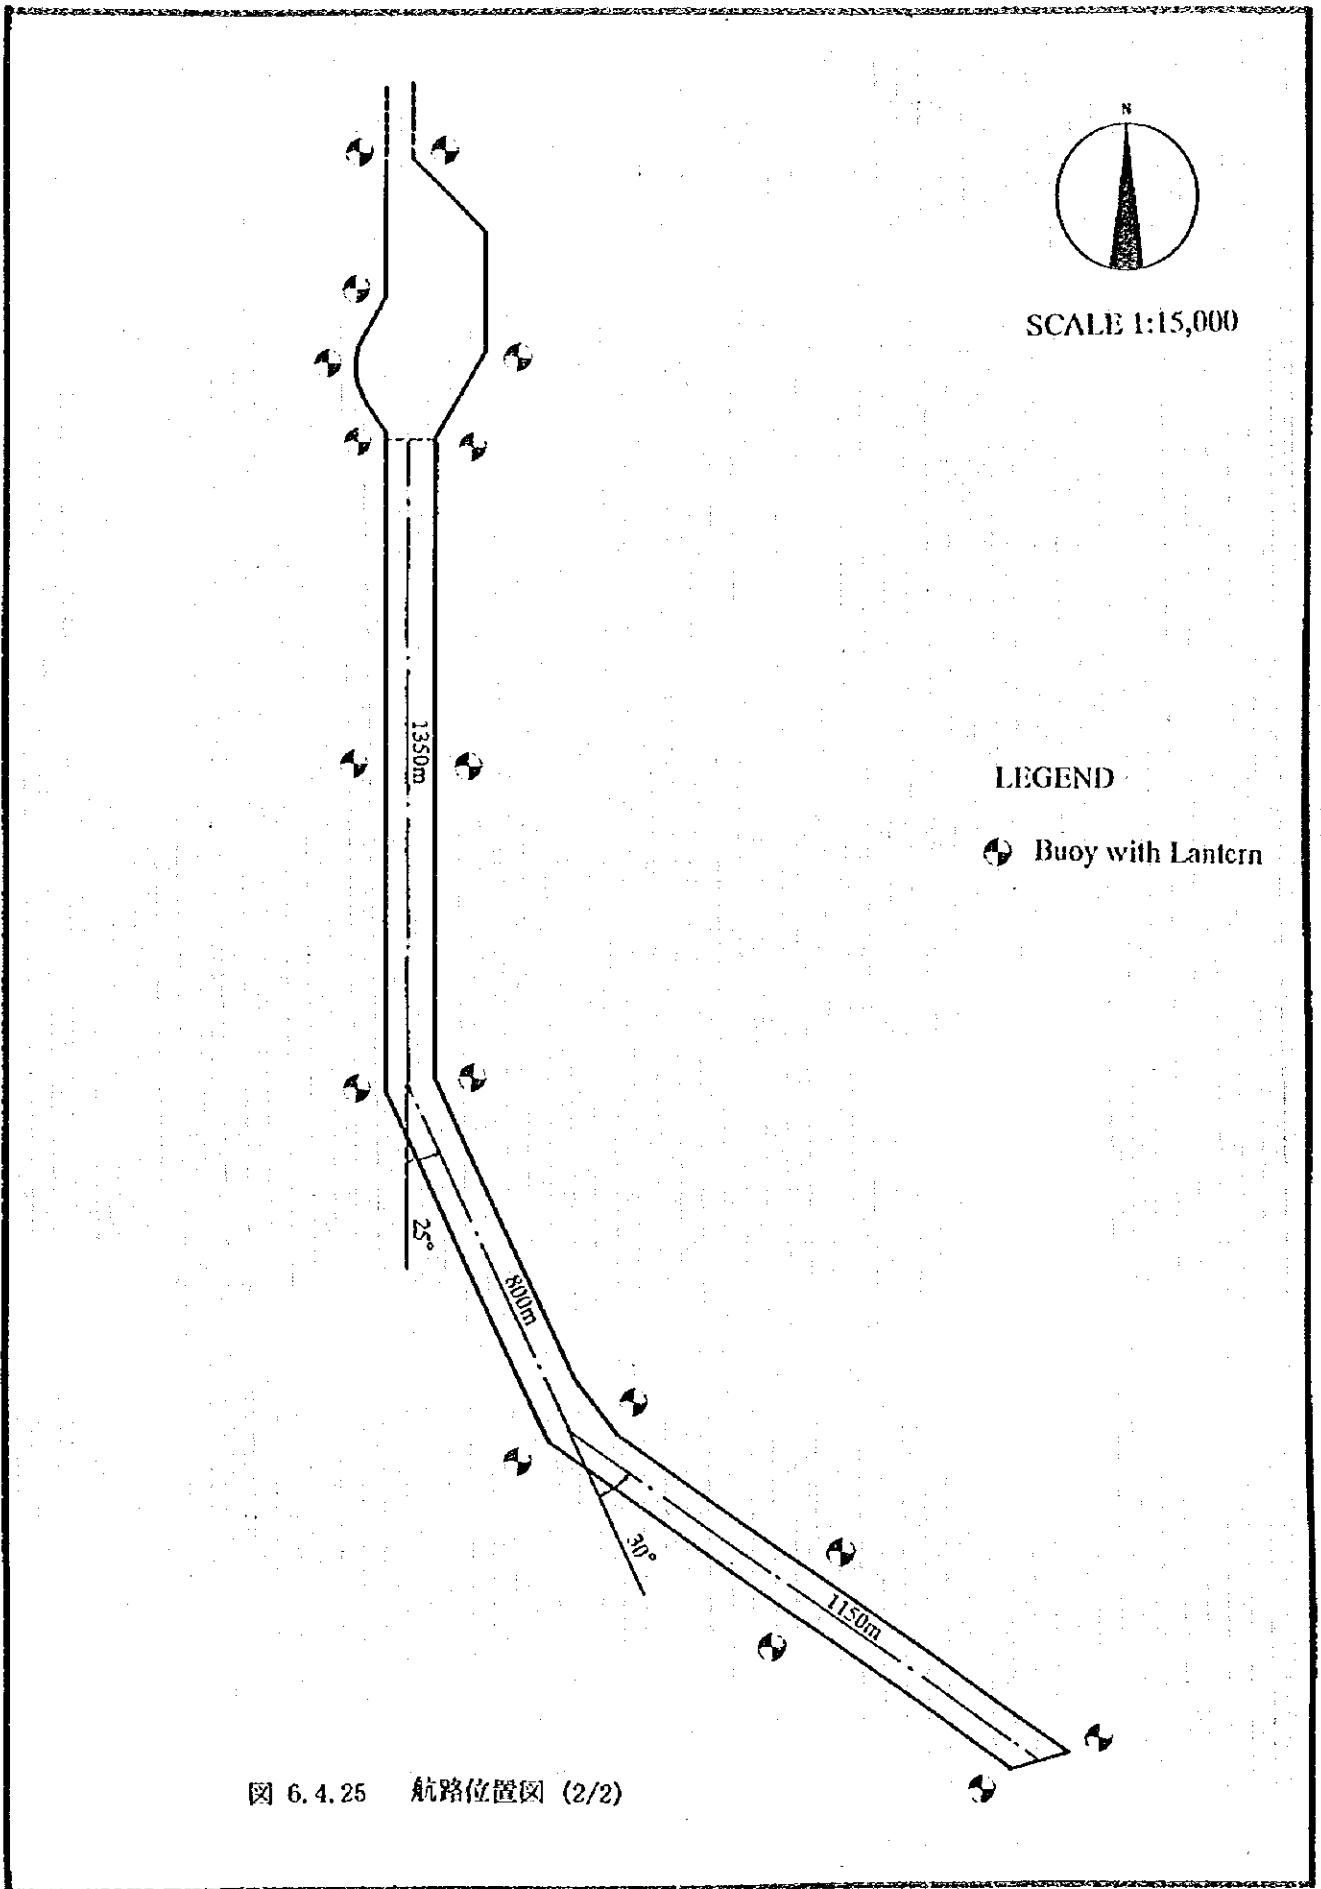 N
SCALE 1:15,000
1350m
LEGEND
Buoy with Lantern
25°
800m
30°
1150m
図 6.4.25 航路位置図 (2/2)